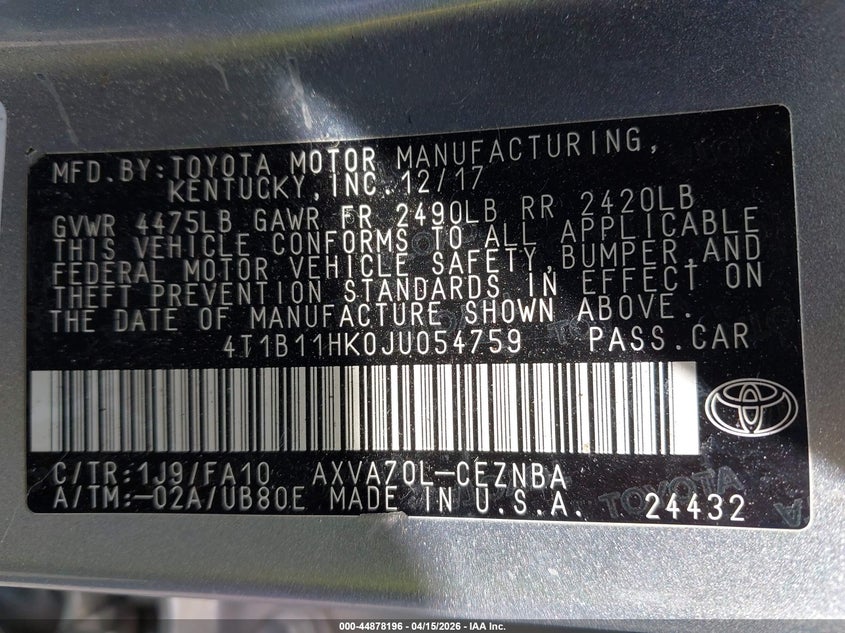 MFD.BY:TOYOTA MOTOR MANUFACTURING,
KENTUCKY,INC.12/17
GVWR 4475LB GAWR FR 2490LB RR 2420LB
THIS VEHICLE CONFORMS TO ALL APPLICABLE
FEDERAL MOTOR VEHICLE SAFETY,BUMPER,AND
THEFT PREVENTION STANDARDS IN EFFECT ON
THE DATE OF MANUFACTURE SHOWN ABOVE.
4T1B11HK0JU054759 PASS.CAR
C/TR:1J9/FA10 AXVA70L-CEZNBA
A/TM:-02A/UB80E MADE IN U.S.A. 24432
TOYOTA
000-44878196 - 04/15/2026 - IAA Inc.